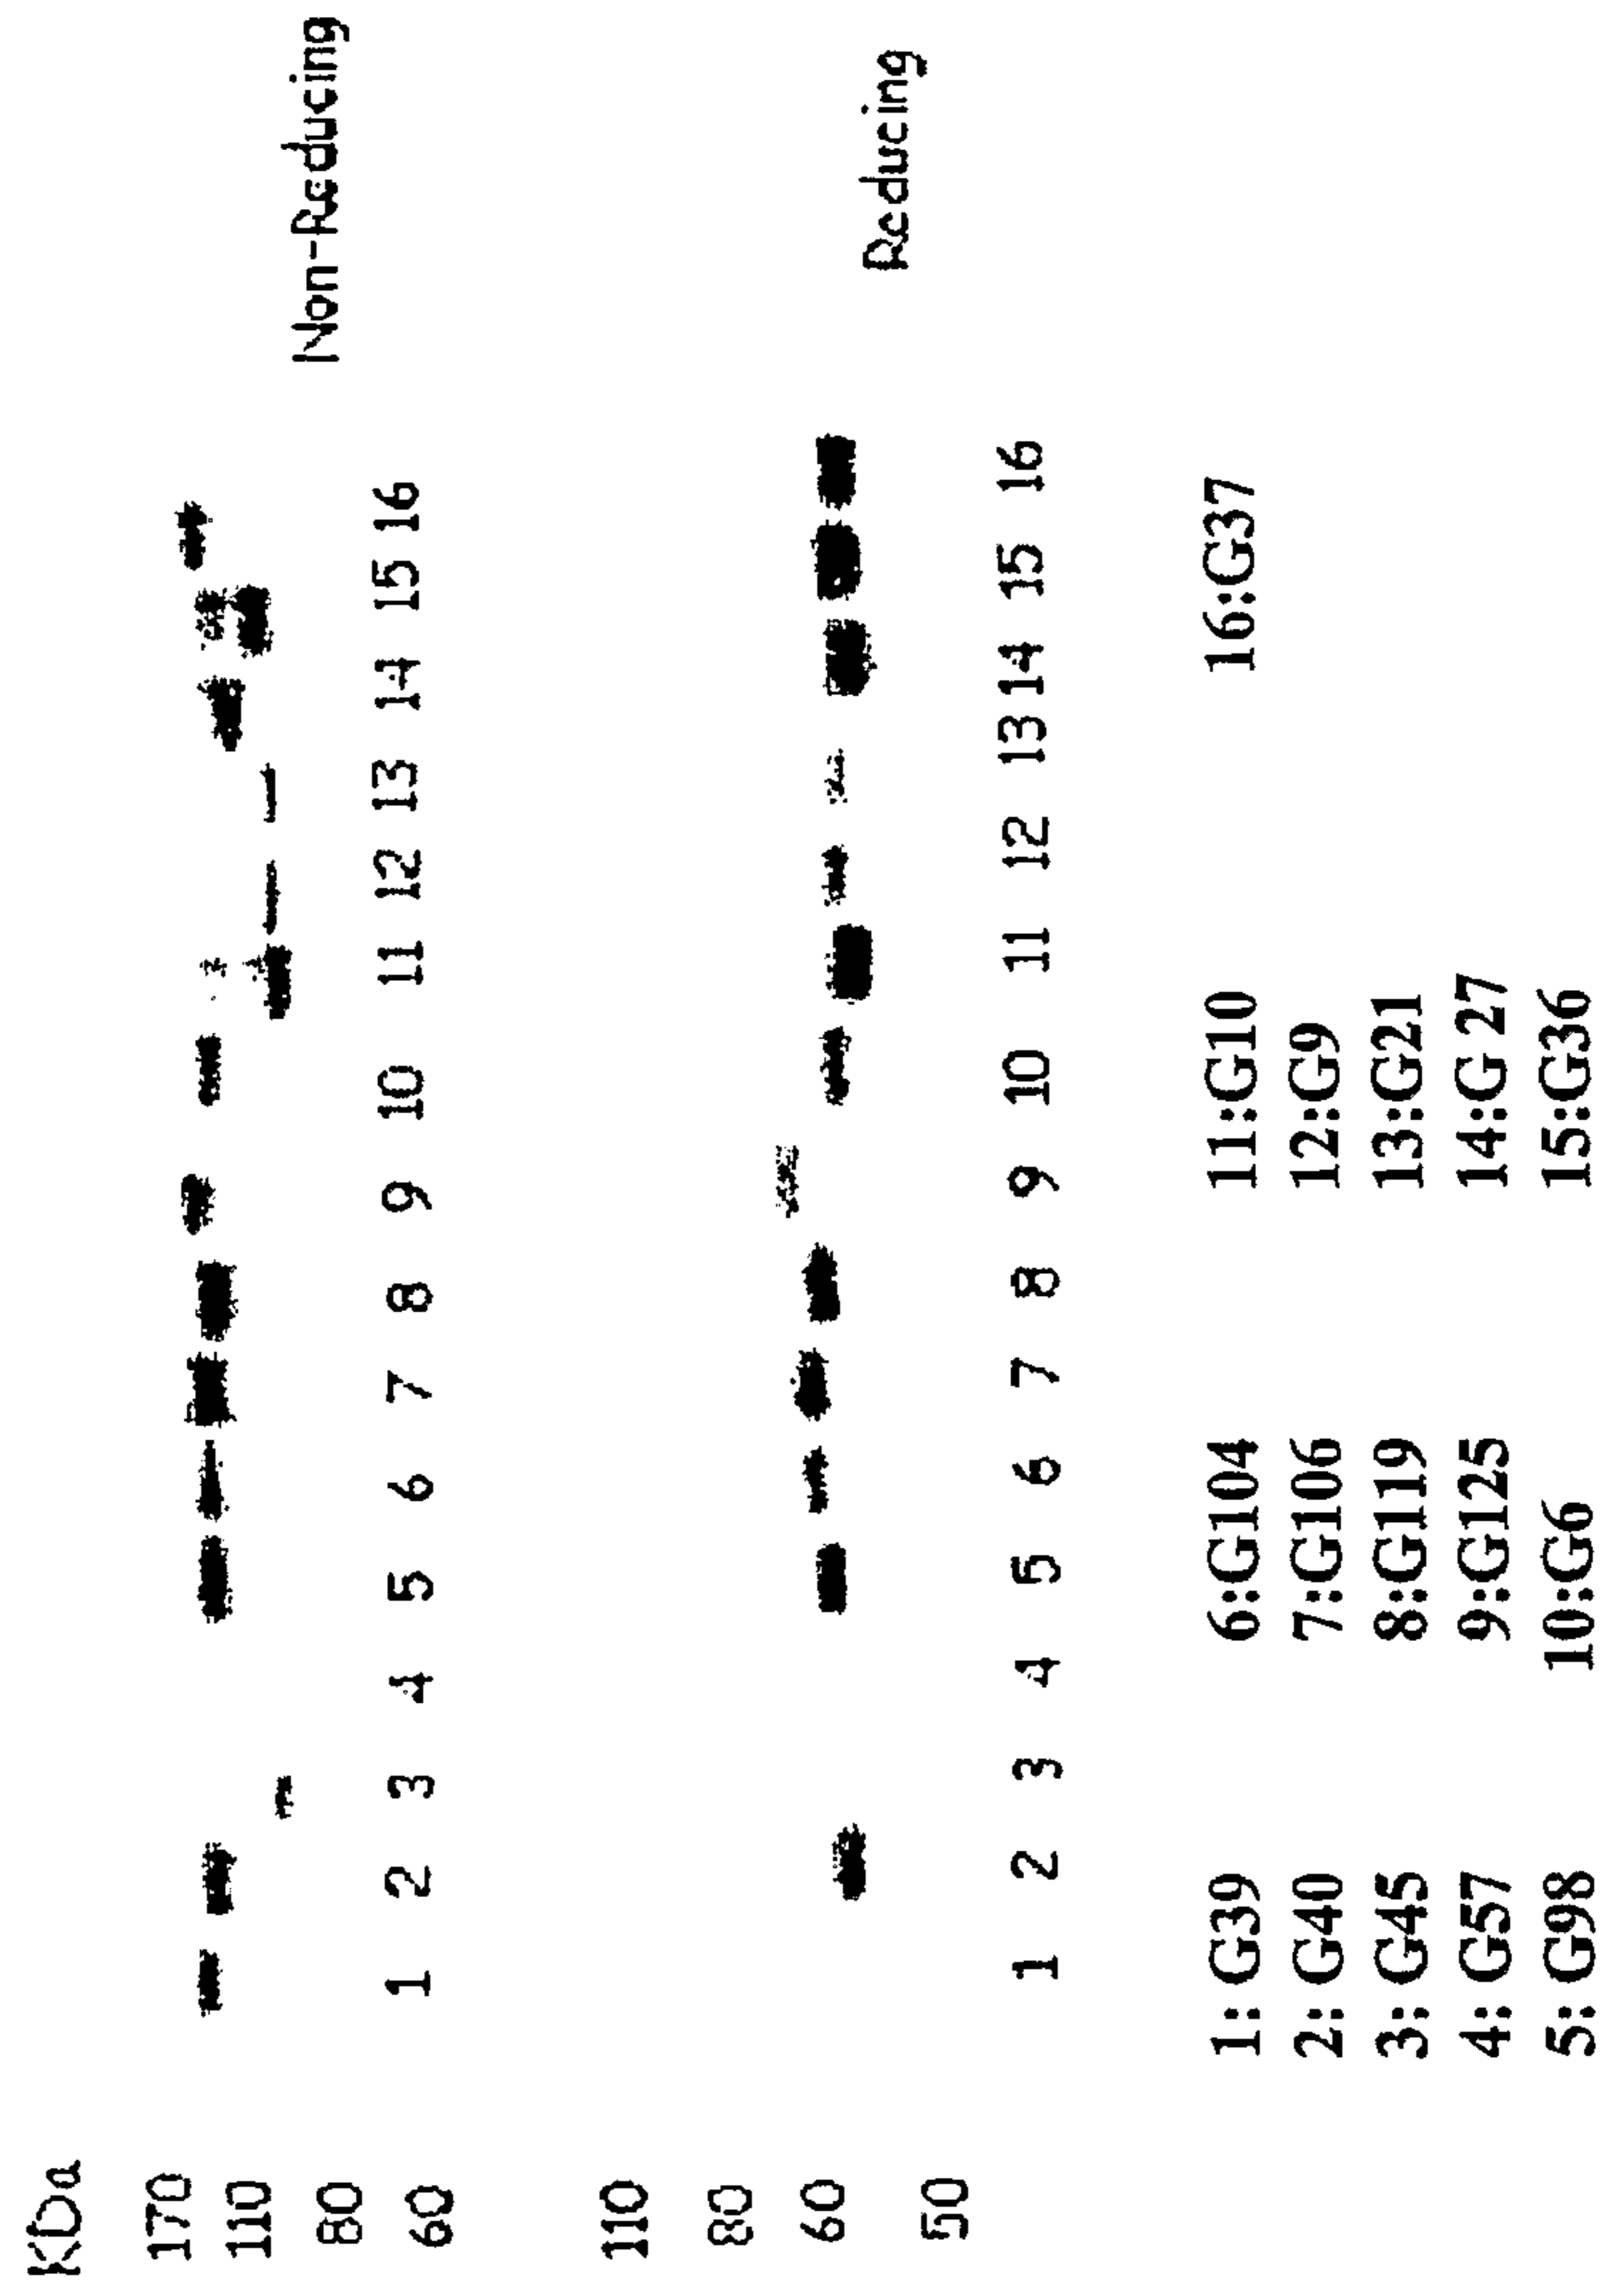 KDa
170
110
80
60
1 2 3 4 5 6 7 8 9 10 11 12 13 14 15 16
Non-Reducing
110
80
60
50
1 2 3 4 5 6 7 8 9 10 11 12 13 14 15 16
Reducing
1: G39 6:G104 11:G10 16:G37
2: G40 7:G106 12:G9
3: G45 8:G119 13:G21
4: G57 9:G125 14:G 27
5: G98 10:G6 15:G36